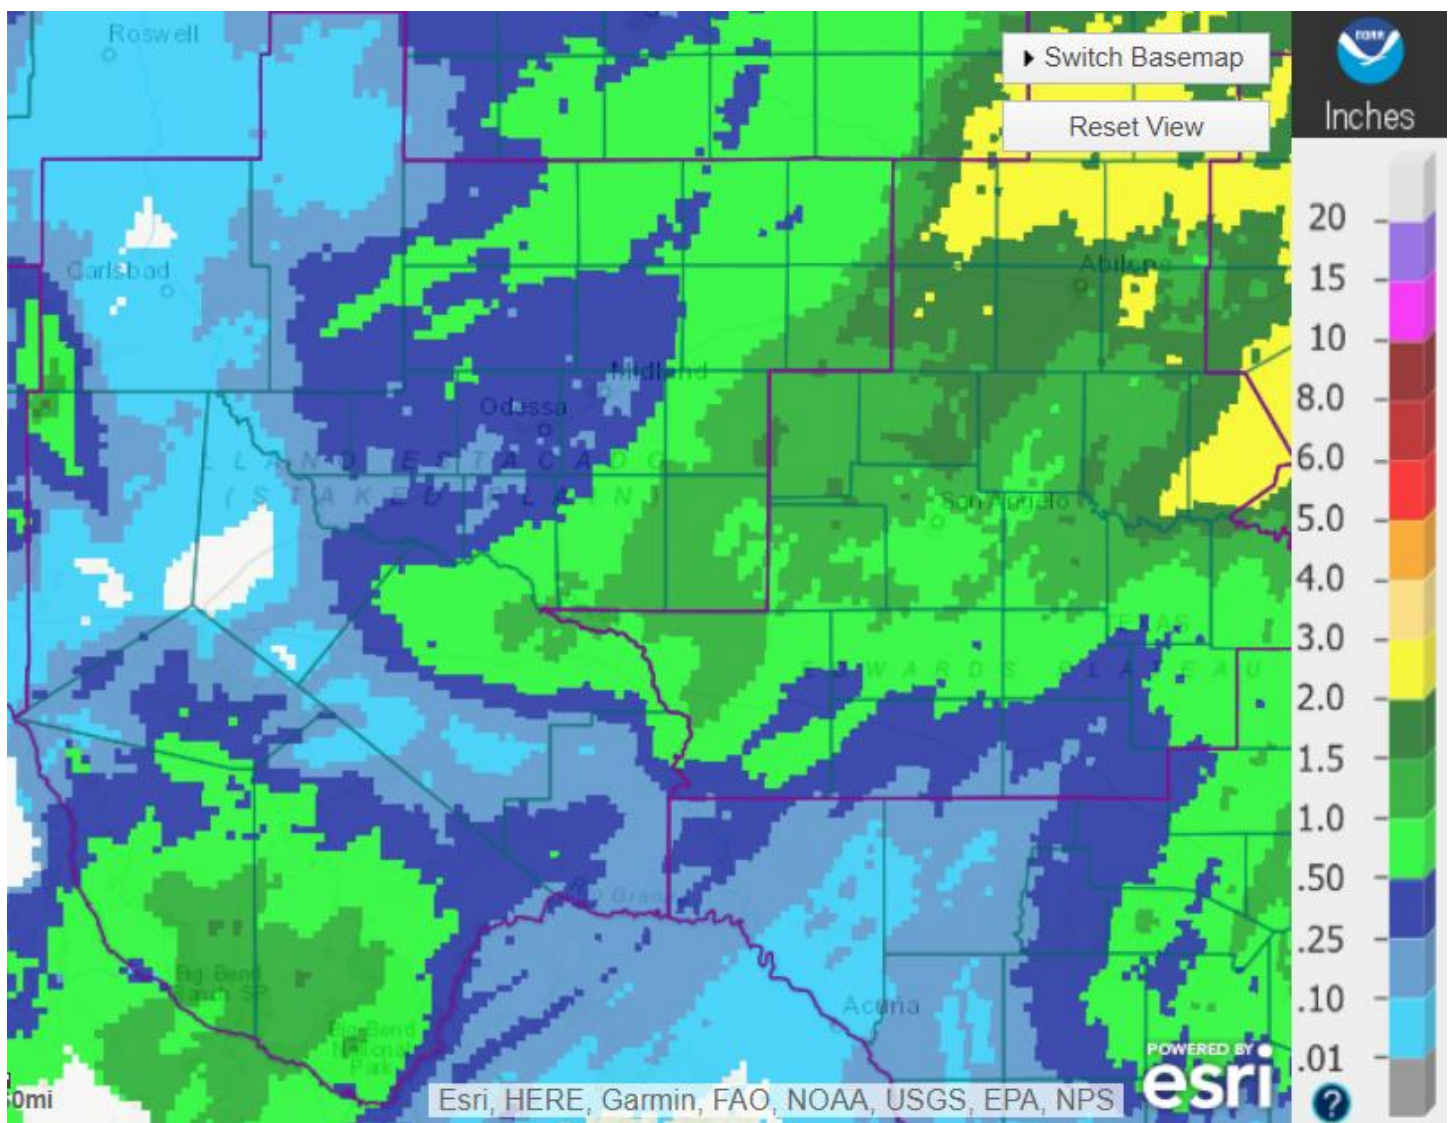 Roswell
Switch Basemap
Reset View
NOAA
Inches
20
15
10
8.0
6.0
5.0
4.0
3.0
2.0
1.5
1.0
.50
.25
.10
.01
Carlsbad
Abilene
Midland
Odessa
LLANO ESTACADO
(STAKED PLAIN)
San Angelo
TEXAS
EDWARDS PLATEAU
Rio Grande
Big Bend
Ranch SP
Big Bend
National
Park
Acuña
POWERED BY
esri
0mi
Esri, HERE, Garmin, FAO, NOAA, USGS, EPA, NPS
?